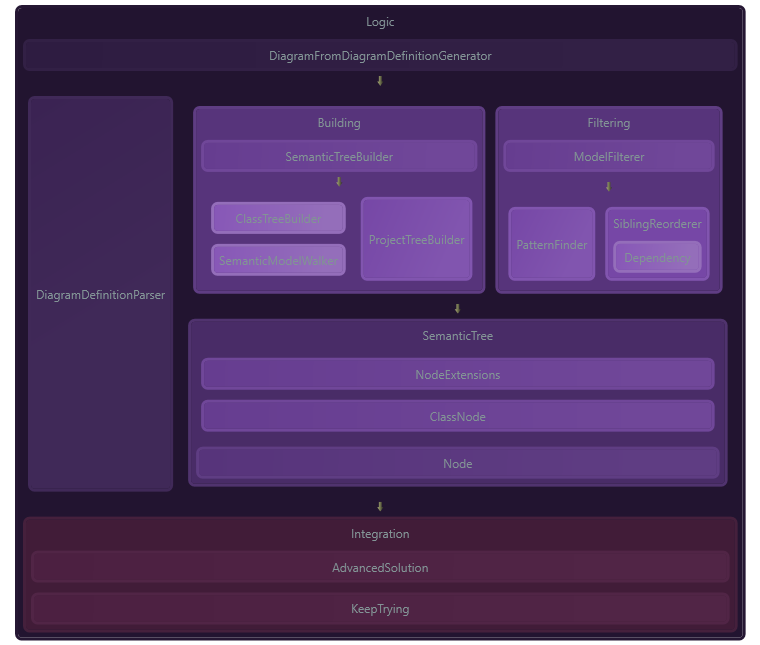 Logic
DiagramFromDiagramDefinitionGenerator
DiagramDefinitionParser
Building
SemanticTreeBuilder
ClassTreeBuilder
SemanticModelWalker
ProjectTreeBuilder
Filtering
ModelFilterer
PatternFinder
SiblingReorderer
Dependency
SemanticTree
NodeExtensions
ClassNode
Node
Integration
AdvancedSolution
KeepTrying